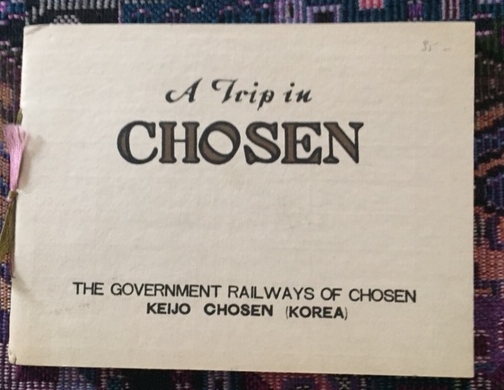 A Trip in
CHOSEN
THE GOVERNMENT RAILWAYS OF CHOSEN
KEIJO CHOSEN (KOREA)